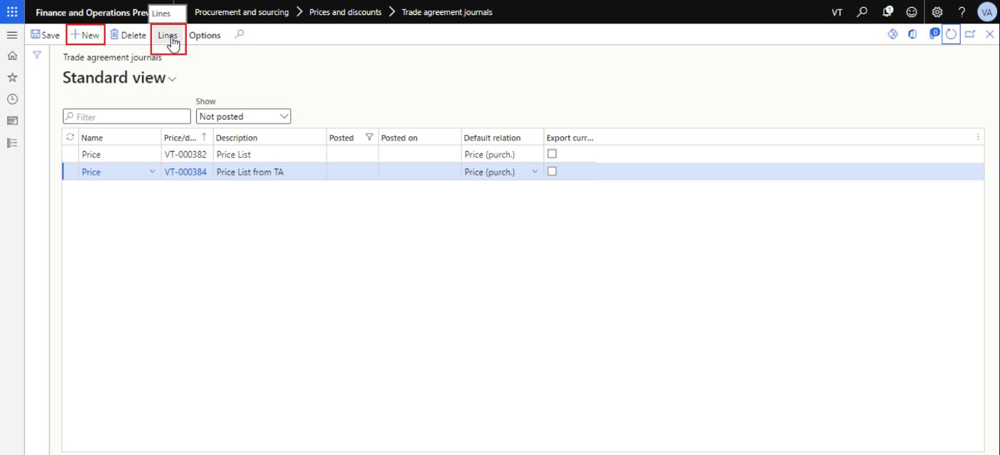 Finance and Operations Prev Lines Procurement and sourcing Prices and discounts Trade agreement journals VT 1 ? VA
Save New Delete Lines Options 0
Trade agreement journals
Standard view
Show
Filter Not posted
Name Price/d... Description Posted Posted on Default relation Export curr...
Price VT-000382 Price List Price (purch.)
Price VT-000384 Price List from TA Price (purch.)